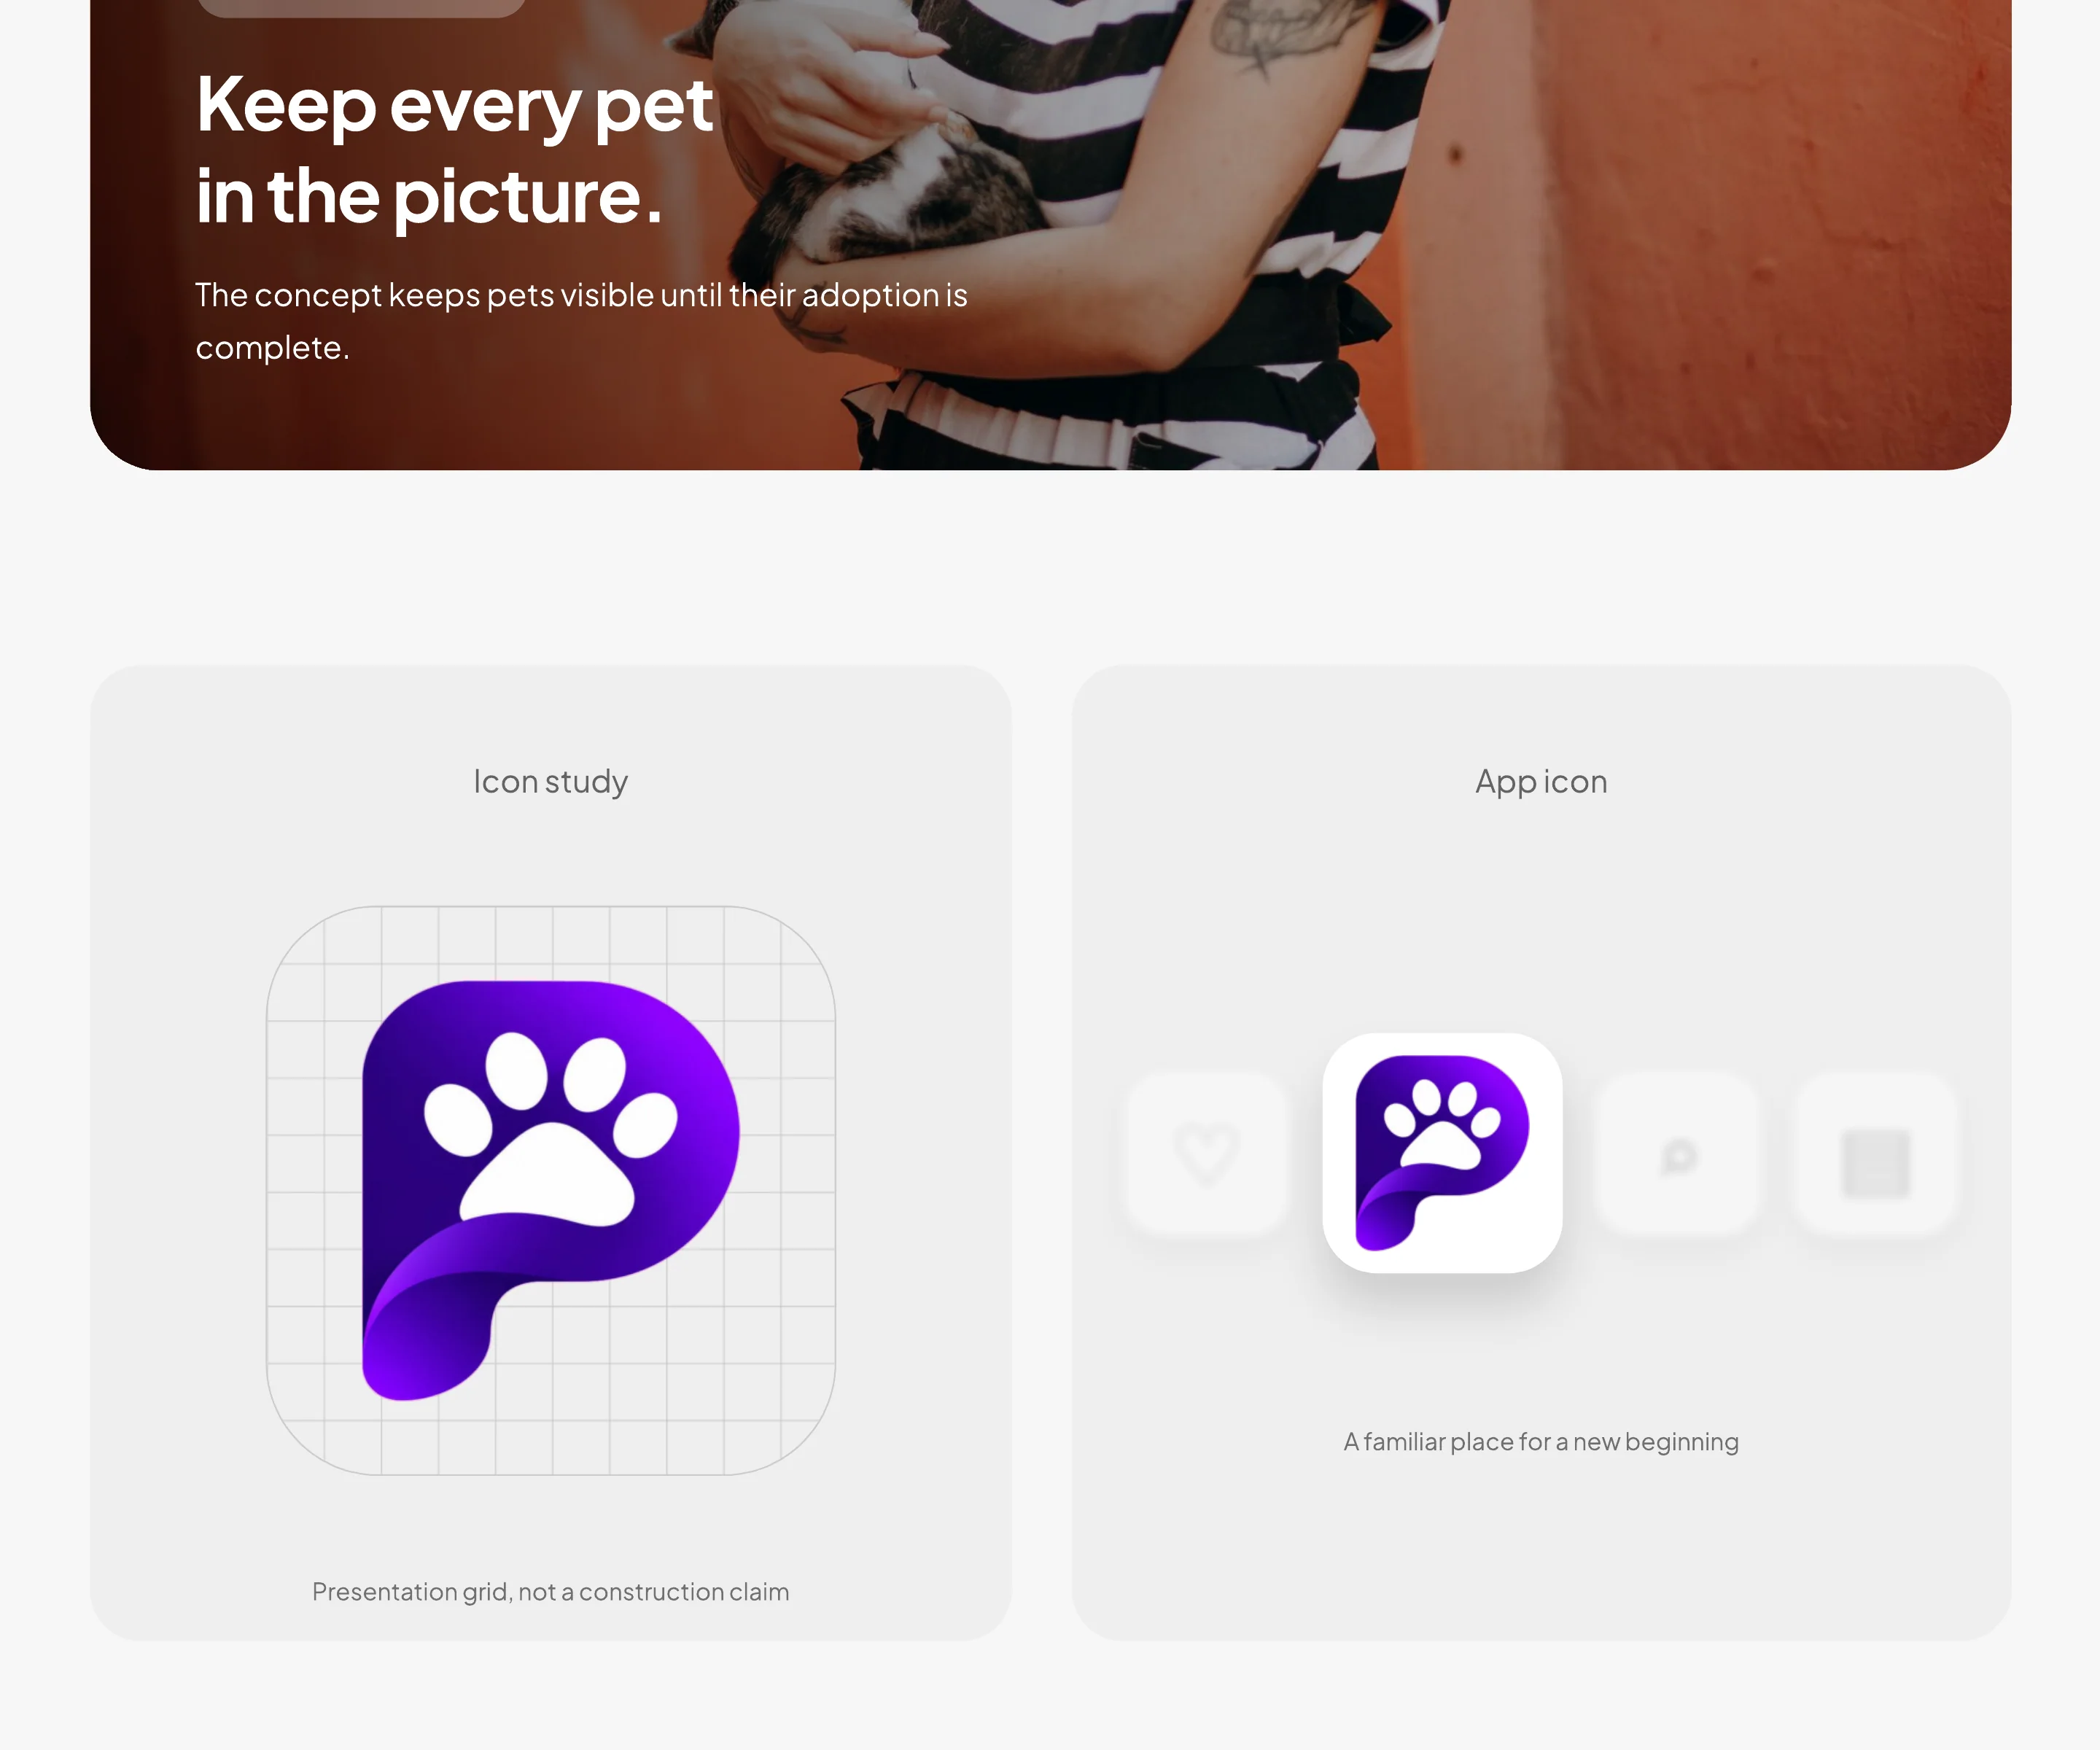 Keep every pet
in the picture.
The concept keeps pets visible until their adoption is
complete.
Icon study
App icon
A familiar place for a new beginning
Presentation grid, not a construction claim